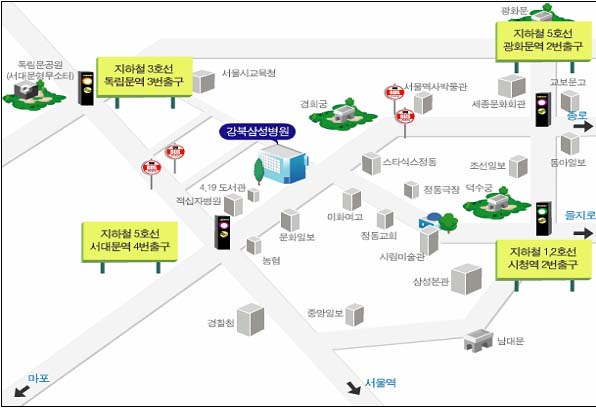 광화문
지하철 5호선
광화문역 2번출구
독립문공원
(서대문형무소터)
지하철 3호선
독립문역 3번출구
서울시교육청
서울역사박물관
교보문고
세종문화회관
경희궁
종로
강북삼성병원
스타식스정동
조선일보
동아일보
4,19 도서관
적십자병원
정동극장
덕수궁
이화여고
을지로
지하철 5호선
서대문역 4번출구
문화일보
정동교회
농협
시립미술관
지하철 1,2호선
시청역 2번출구
삼성본관
경찰청
중앙일보
남대문
마포
서울역